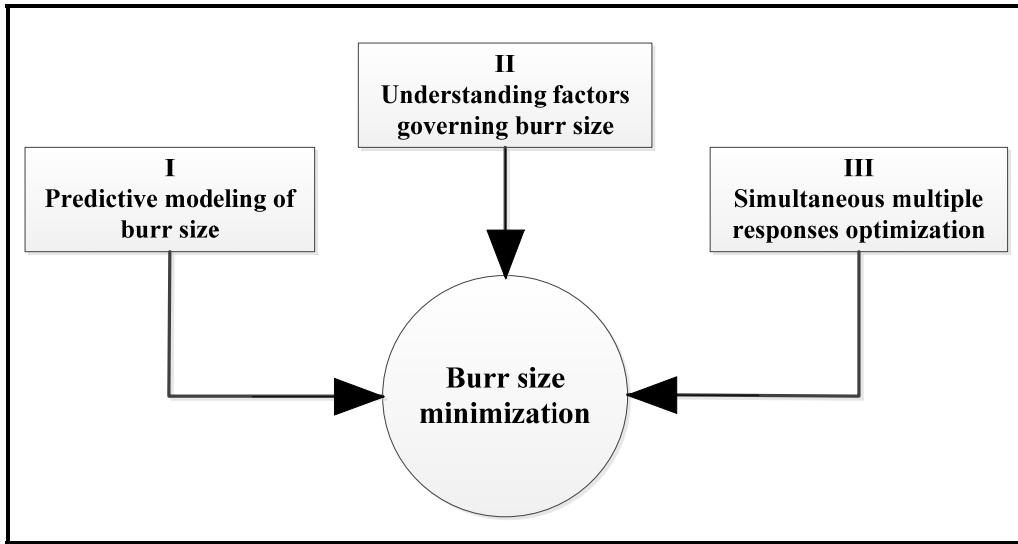 I
Predictive modeling of
burr size
II
Understanding factors
governing burr size
III
Simultaneous multiple
responses optimization
Burr size
minimization